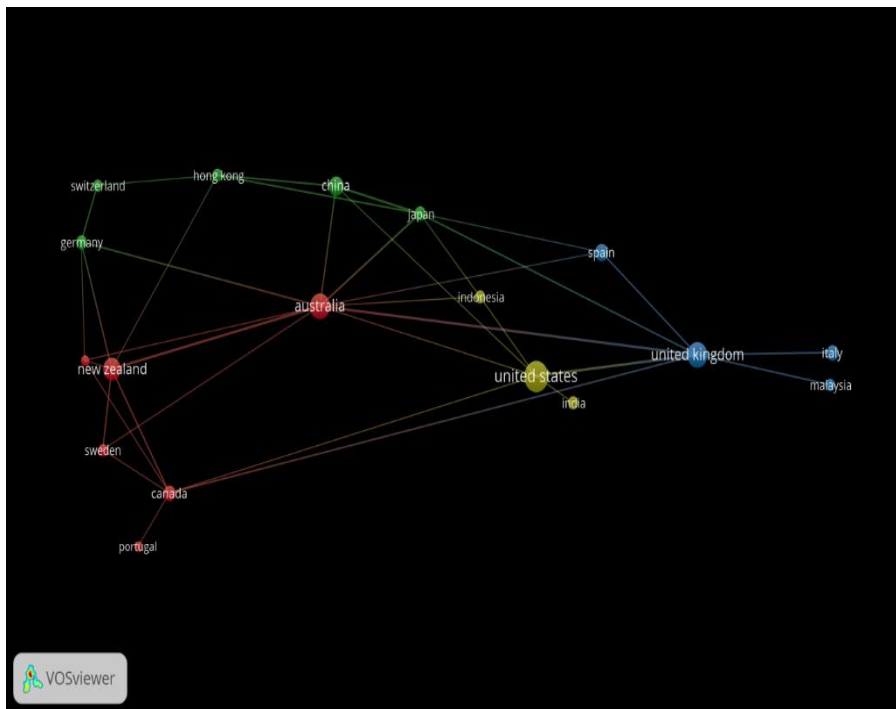 hong kong
switzerland
china
japan
germany
spain
indonesia
australia
united kingdom
italy
new zealand
united states
malaysia
india
sweden
canada
portugal
VOSviewer